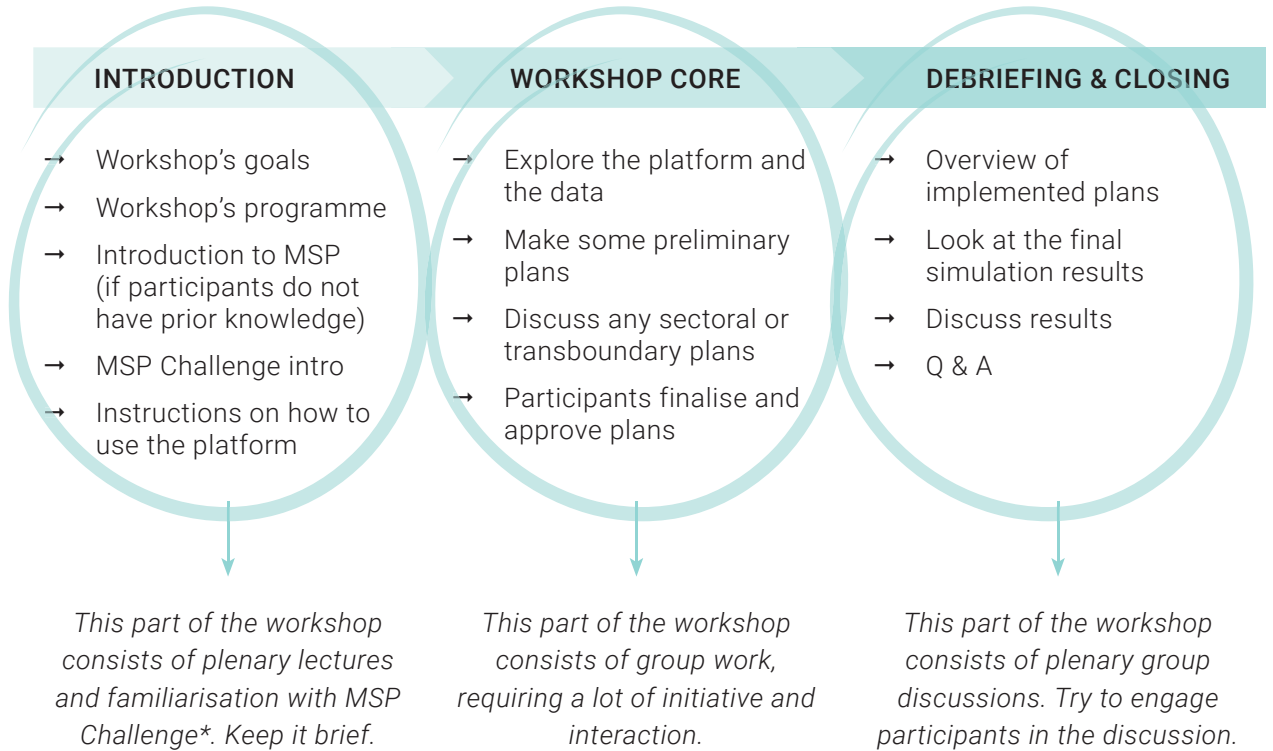 INTRODUCTION
→ Workshop's goals
→ Workshop's programme
→ Introduction to MSP
(if participants do not
have prior knowledge)
→ MSP Challenge intro
→ Instructions on how to
use the platform
This part of the workshop
consists of plenary lectures
and familiarisation with MSP
Challenge*. Keep it brief.
WORKSHOP CORE
→ Explore the platform and
the data
→ Make some preliminary
plans
→ Discuss any sectoral or
transboundary plans
→ Participants finalise and
approve plans
This part of the workshop
consists of group work,
requiring a lot of initiative and
interaction.
DEBRIEFING & CLOSING
→ Overview of
implemented plans
→ Look at the final
simulation results
→ Discuss results
→ Q & A
This part of the workshop
consists of plenary group
discussions. Try to engage
participants in the discussion.